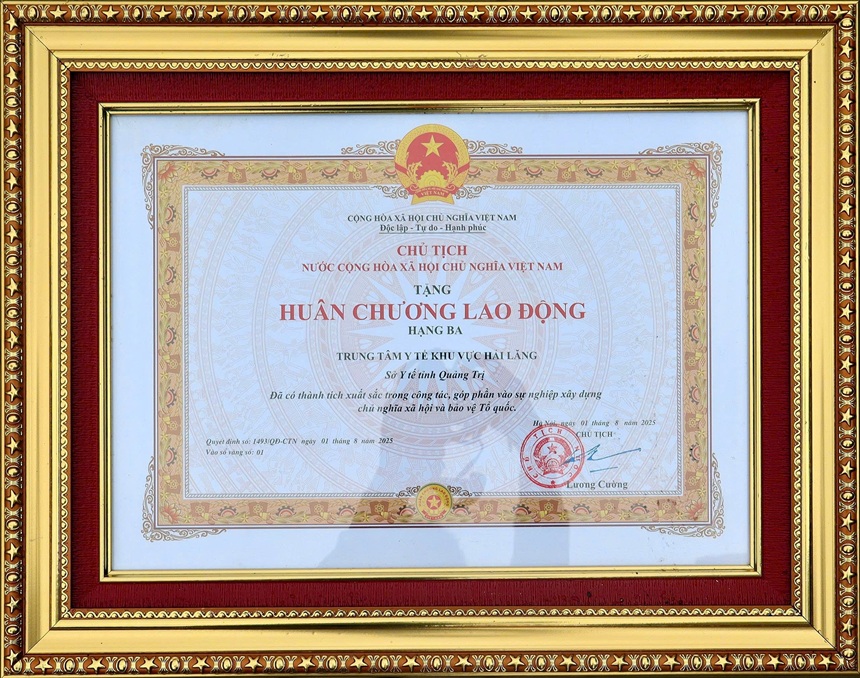 VIỆT NAM
CỘNG HÒA XÃ HỘI CHỦ NGHĨA VIỆT NAM
Độc lập - Tự do - Hạnh phúc
CHỦ TỊCH
NƯỚC CỘNG HÒA XÃ HỘI CHỦ NGHĨA VIỆT NAM
TẶNG
HUÂN CHƯƠNG LAO ĐỘNG
HẠNG BA
TRUNG TÂM Y TẾ KHU VỰC HẢI LĂNG
Sở Y tế tỉnh Quảng Trị
Đã có thành tích xuất sắc trong công tác, góp phần vào sự nghiệp xây dựng
chủ nghĩa xã hội và bảo vệ Tổ quốc.
Hà Nội, ngày 01 tháng 8 năm 2025
CHỦ TỊCH
CHỦ TỊCH NƯỚC
Lương Cường
Quyết định số: 1493/QĐ-CTN ngày 01 tháng 8 năm 2025
Vào sổ vàng số: 01